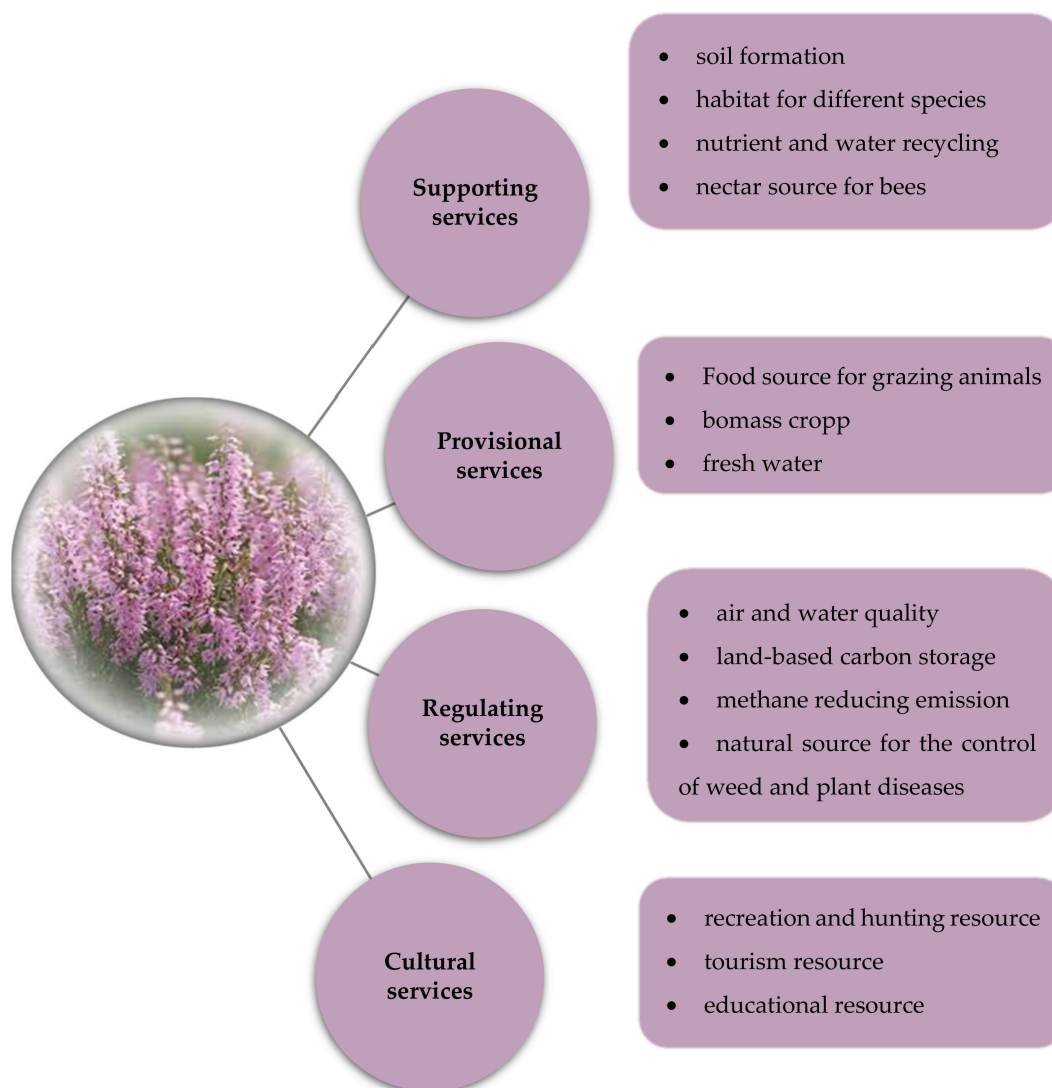 Supporting
services
• soil formation
• habitat for different species
• nutrient and water recycling
• nectar source for bees
Provisional
services
• Food source for grazing animals
• bomass cropp
• fresh water
Regulating
services
• air and water quality
• land-based carbon storage
• methane reducing emission
• natural source for the control
of weed and plant diseases
Cultural
services
• recreation and hunting resource
• tourism resource
• educational resource